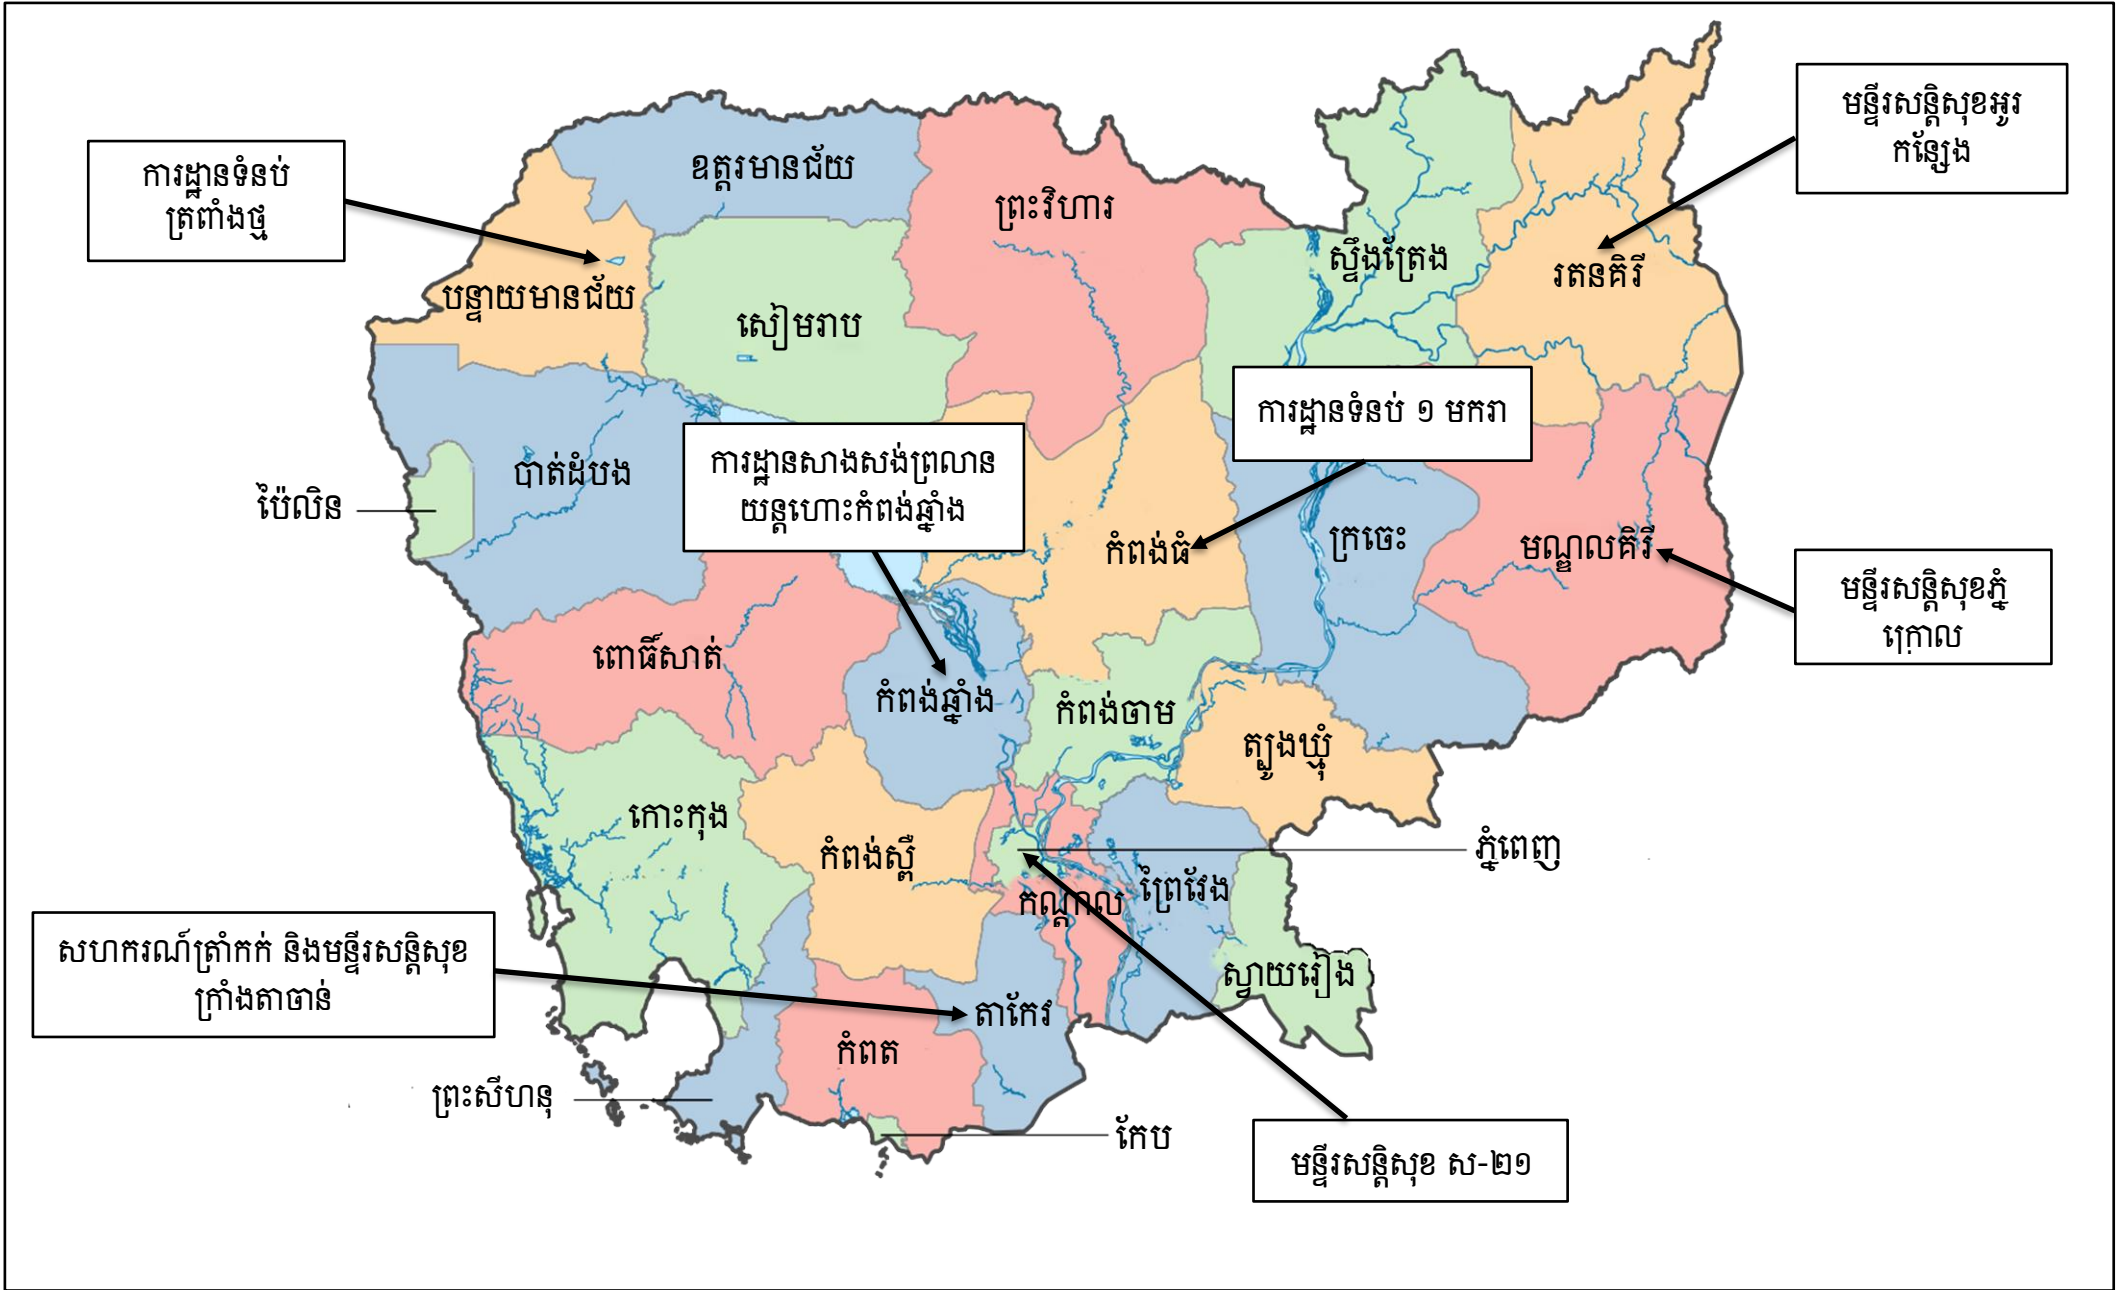 មន្ទីរសន្តិសុខអូរ
កន្សែង
ការដ្ឋានទំនប់
ត្រពាំងថ្ម
ឧត្តរមានជ័យ
ព្រះវិហារ
ស្ទឹងត្រែង
រតនគិរី
បន្ទាយមានជ័យ
សៀមរាប
ការដ្ឋានទំនប់ ១ មករា
ការដ្ឋានសាងសង់ព្រលាន
យន្តហោះកំពង់ឆ្នាំង
បាត់ដំបង
ប៉ៃលិន
កំពង់ធំ
ក្រចេះ
មណ្ឌលគិរី
មន្ទីរសន្តិសុខភ្នំ
ក្រោល
ពោធិ៍សាត់
កំពង់ឆ្នាំង
កំពង់ចាម
ត្បូងឃ្មុំ
កោះកុង
កំពង់ស្ពឺ
ភ្នំពេញ
ព្រៃវែង
កណ្តាល
សហករណ៍ត្រាំកក់ និងមន្ទីរសន្តិសុខ
ក្រាំងតាចាន់
ស្វាយរៀង
តាកែវ
កំពត
ព្រះសីហនុ
កែប
មន្ទីរសន្តិសុខ ស-២១